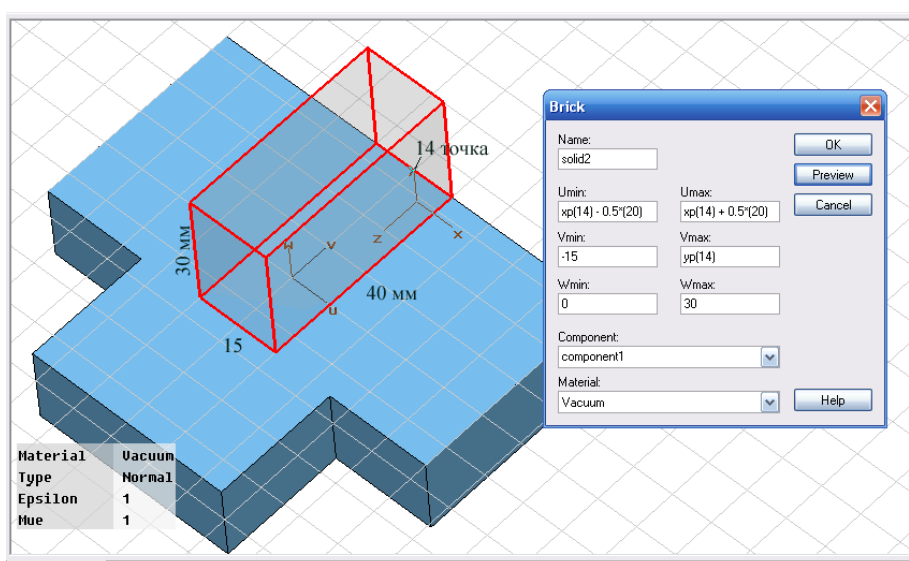 14 точка
w
v
z
x
30 мм
40 мм
u
15
Material Vacuum
Type Normal
Epsilon 1
Mue 1
Brick
Name:
solid2
OK
Preview
Cancel
Umin: Umax:
xp(14) - 0.5*(20) xp(14) + 0.5*(20)
Vmin: Vmax:
-15 yp(14)
Wmin: Wmax:
0 30
Component:
component1
Material:
Vacuum
Help